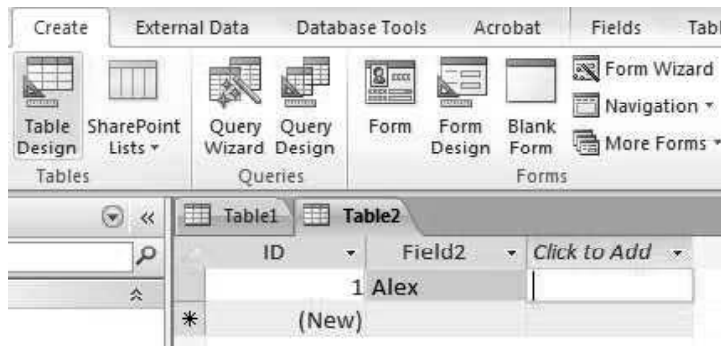 Create External Data Database Tools Acrobat Fields
Form Wizard
Navigation
More Forms
Table Design
SharePoint Lists
Query Wizard
Query Design
Form
Form Design
Blank Form
Tables Queries Forms
Table1 Table2
ID Field2 Click to Add
1 Alex
(New)